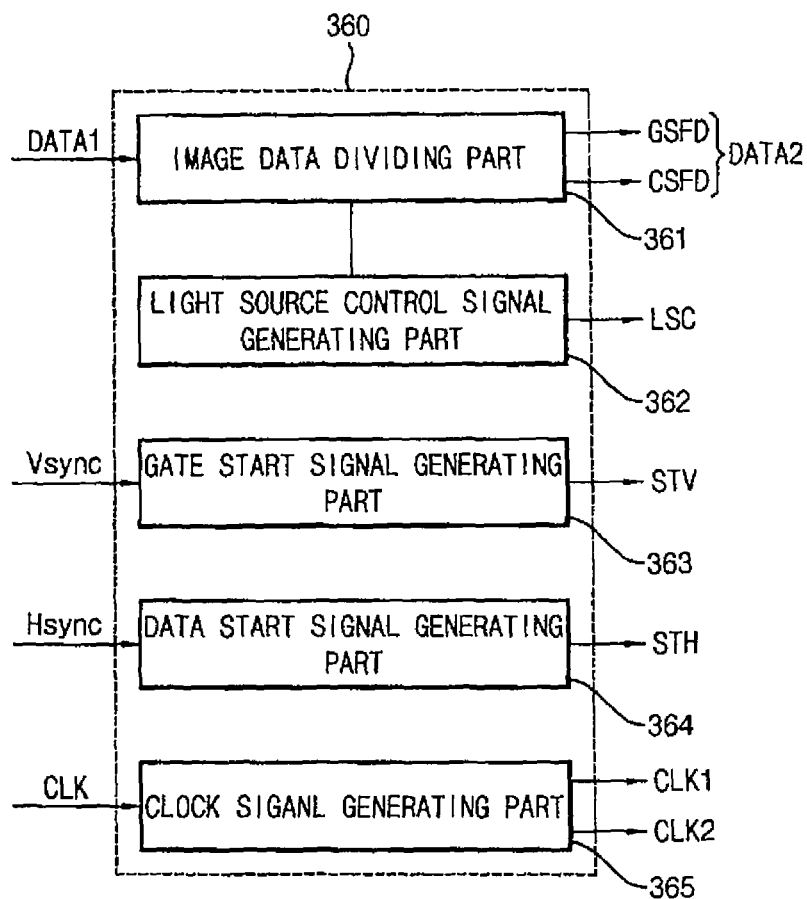 360
DATA1
IMAGE DATA DIVIDING PART
GSFD
CSFD
DATA2
361
LIGHT SOURCE CONTROL SIGNAL
GENERATING PART
LSC
362
Vsync
GATE START SIGNAL GENERATING
PART
STV
363
Hsync
DATA START SIGNAL GENERATING
PART
STH
364
CLK
CLOCK SIGANL GENERATING PART
CLK1
CLK2
365